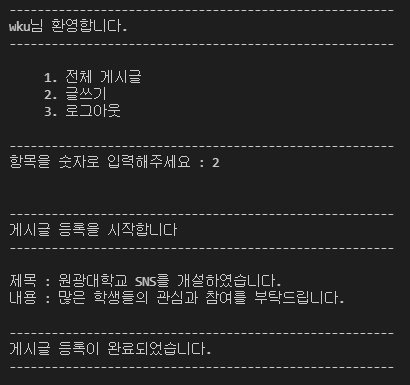 -------------------------------------------------------
wku님 환영합니다.
-------------------------------------------------------
1. 전체 게시글
2. 글쓰기
3. 로그아웃
-------------------------------------------------------
항목을 숫자로 입력해주세요 : 2
-------------------------------------------------------
게시글 등록을 시작합니다
-------------------------------------------------------
제목 : 원광대학교 SNS를 개설하였습니다.
내용 : 많은 학생들의 관심과 참여를 부탁드립니다.
-------------------------------------------------------
게시글 등록이 완료되었습니다.
-------------------------------------------------------